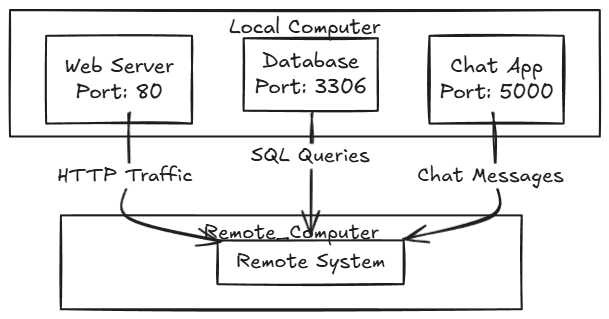 Local Computer
Web Server
Port: 80
Database
Port: 3306
Chat App
Port: 5000
HTTP Traffic
SQL Queries
Chat Messages
Remote_Computer
Remote System